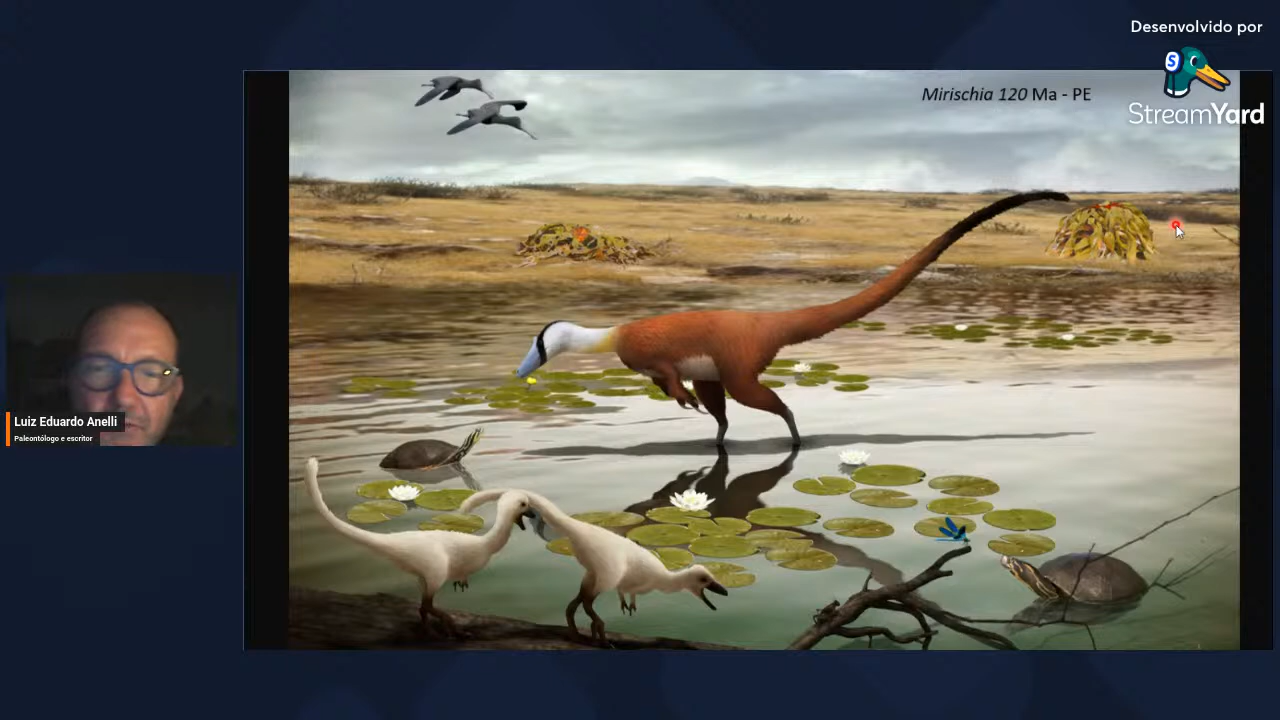 Desenvolvido por
S
StreamYard
Mirischia 120 Ma - PE
Luiz Eduardo Anelli
Paleontólogo e escritor